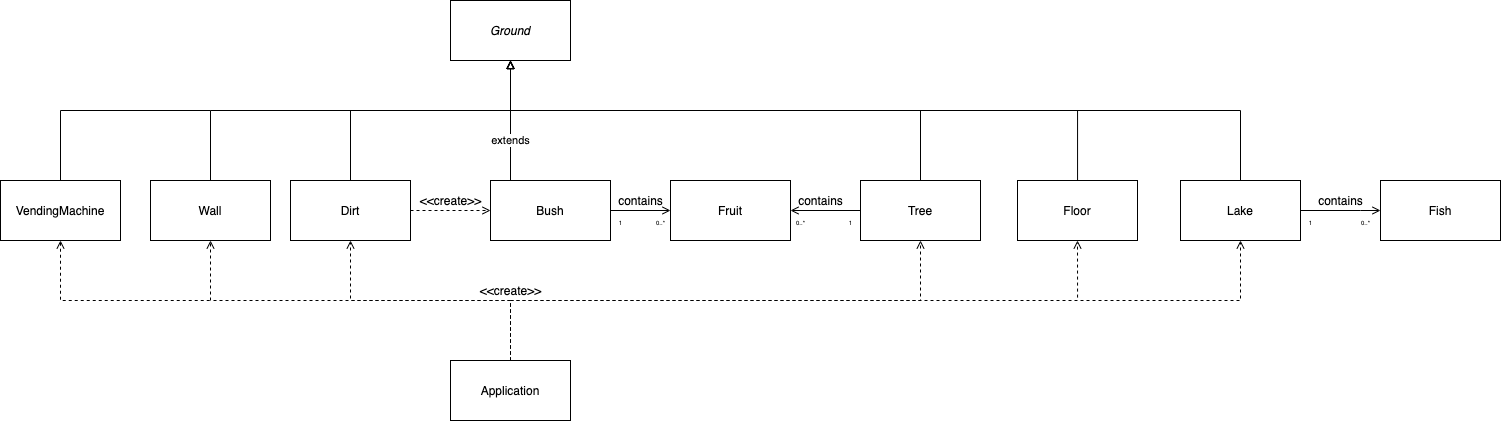 Ground
extends
VendingMachine
Wall
Dirt
<<create>>
Bush
contains
1
0..*
Fruit
contains
0..*
1
Tree
Floor
Lake
contains
1
0..*
Fish
<<create>>
Application